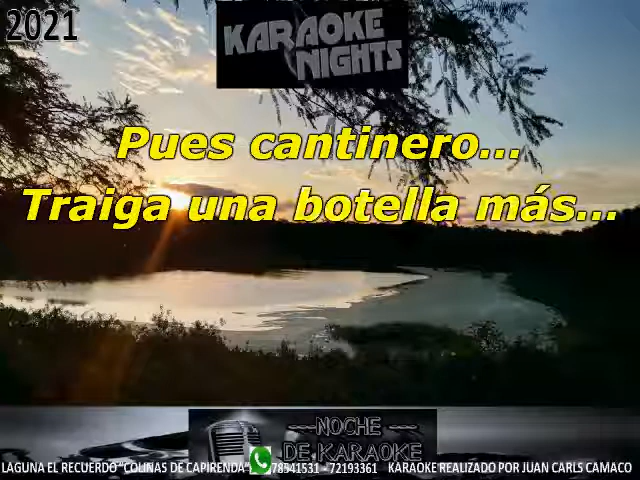 2021
KARAOKE
NIGHTS
Pues cantinero...
Traiga una botella más...
NOCHE
DE KARAOKE
LAGUNA EL RECUERDO "COLINAS DE CAPIRENDA" 78541531 - 72193361 KARAOKE REALIZADO POR JUAN CARLS CAMACO